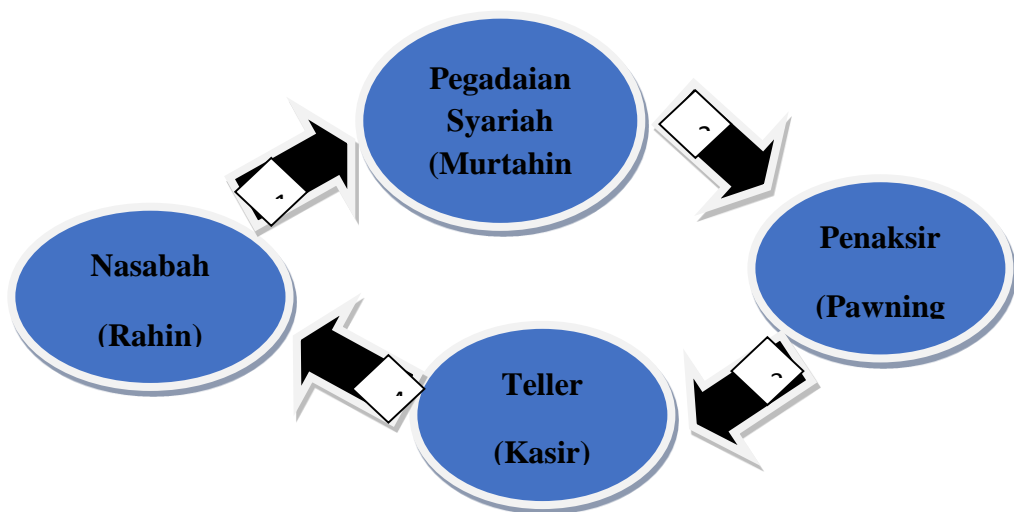 Pegadaian
Syariah
(Murtahin
Penaksir
(Pawning
Nasabah
(Rahin)
Teller
(Kasir)